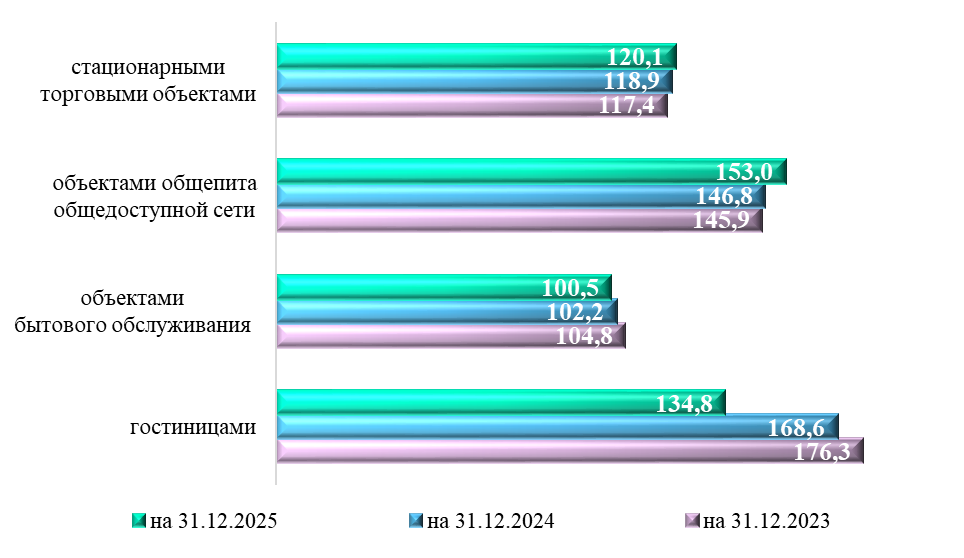 стационарными
торговыми объектами
120,1
118,9
117,4
объектами общепита
общедоступной сети
153,0
146,8
145,9
объектами
бытового обслуживания
100,5
102,2
104,8
гостиницами
134,8
168,6
176,3
на 31.12.2025
на 31.12.2024
на 31.12.2023